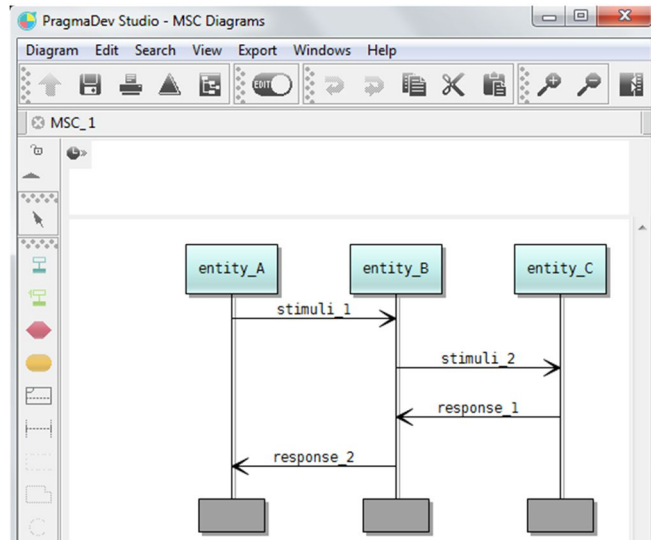 PragmaDev Studio - MSC Diagrams
Diagram Edit Search View Export Windows Help
EDIT
MSC_1
entity_A entity_B entity_C
stimuli_1
stimuli_2
response_1
response_2